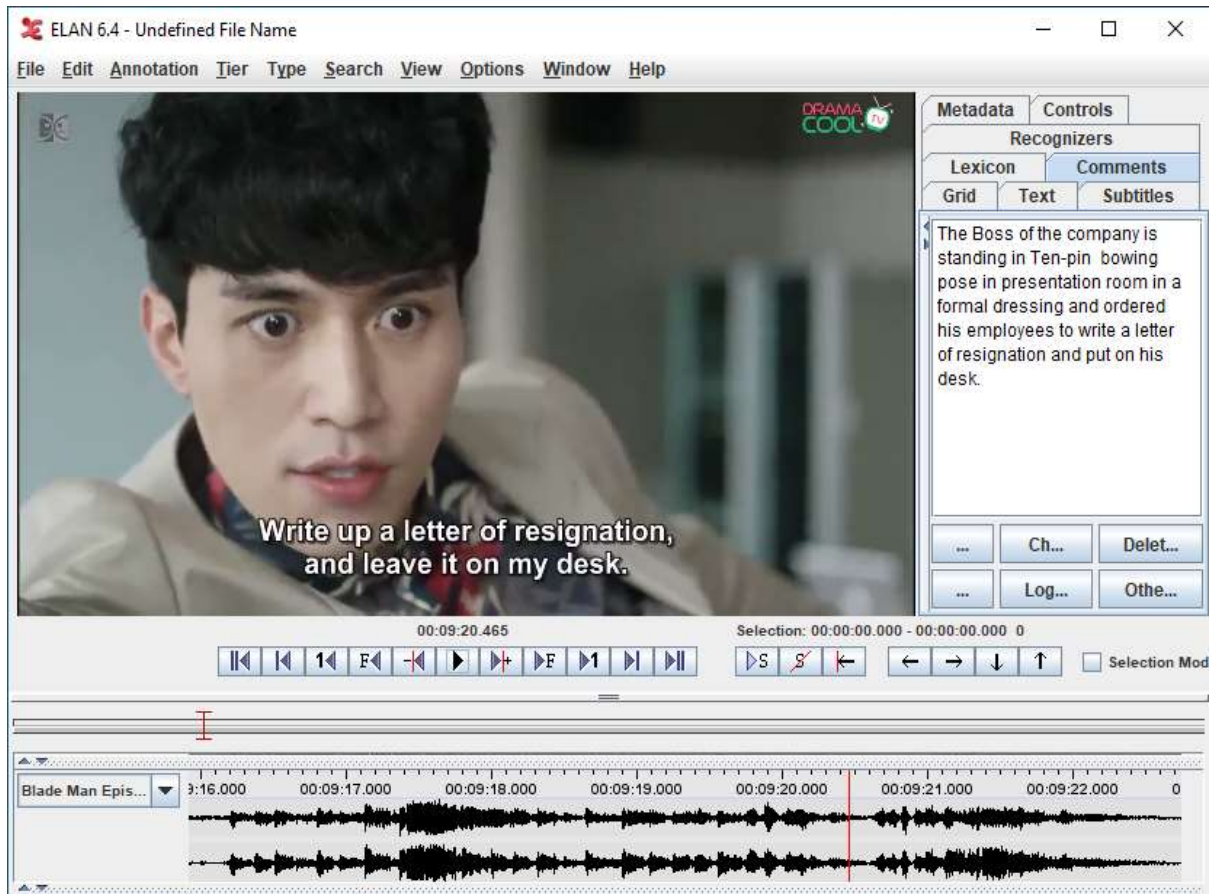 ELAN 6.4 - Undefined File Name
File Edit Annotation Tier Type Search View Options Window Help
DRAMA
COOL TV
Metadata Controls
Recognizers
Lexicon Comments
Grid Text Subtitles
The Boss of the company is
standing in Ten-pin bowing
pose in presentation room in a
formal dressing and ordered
his employees to write a letter
of resignation and put on his
desk.
Write up a letter of resignation,
and leave it on my desk.
... Ch... Delet...
... Log... Othe...
00:09:20.465 Selection: 00:00:00.000 - 00:00:00.000 0
1 F - + F 1 S S Selection Mod
Blade Man Epis... 9:16.000 00:09:17.000 00:09:18.000 00:09:19.000 00:09:20.000 00:09:21.000 00:09:22.000 0